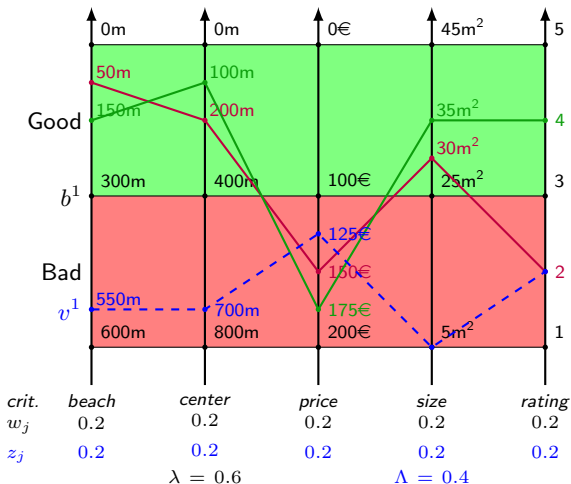 0m 0m 0€ 45m² 5
50m 100m
Good 150m 200m 35m² 4
30m²
b¹ 300m 400m 100€ 25m² 3
125€
Bad 150€ 2
v¹ 550m 700m 175€
600m 800m 200€ 5m² 1
crit. beach center price size rating
wⱼ 0.2 0.2 0.2 0.2 0.2
zⱼ 0.2 0.2 0.2 0.2 0.2
λ = 0.6 Λ = 0.4